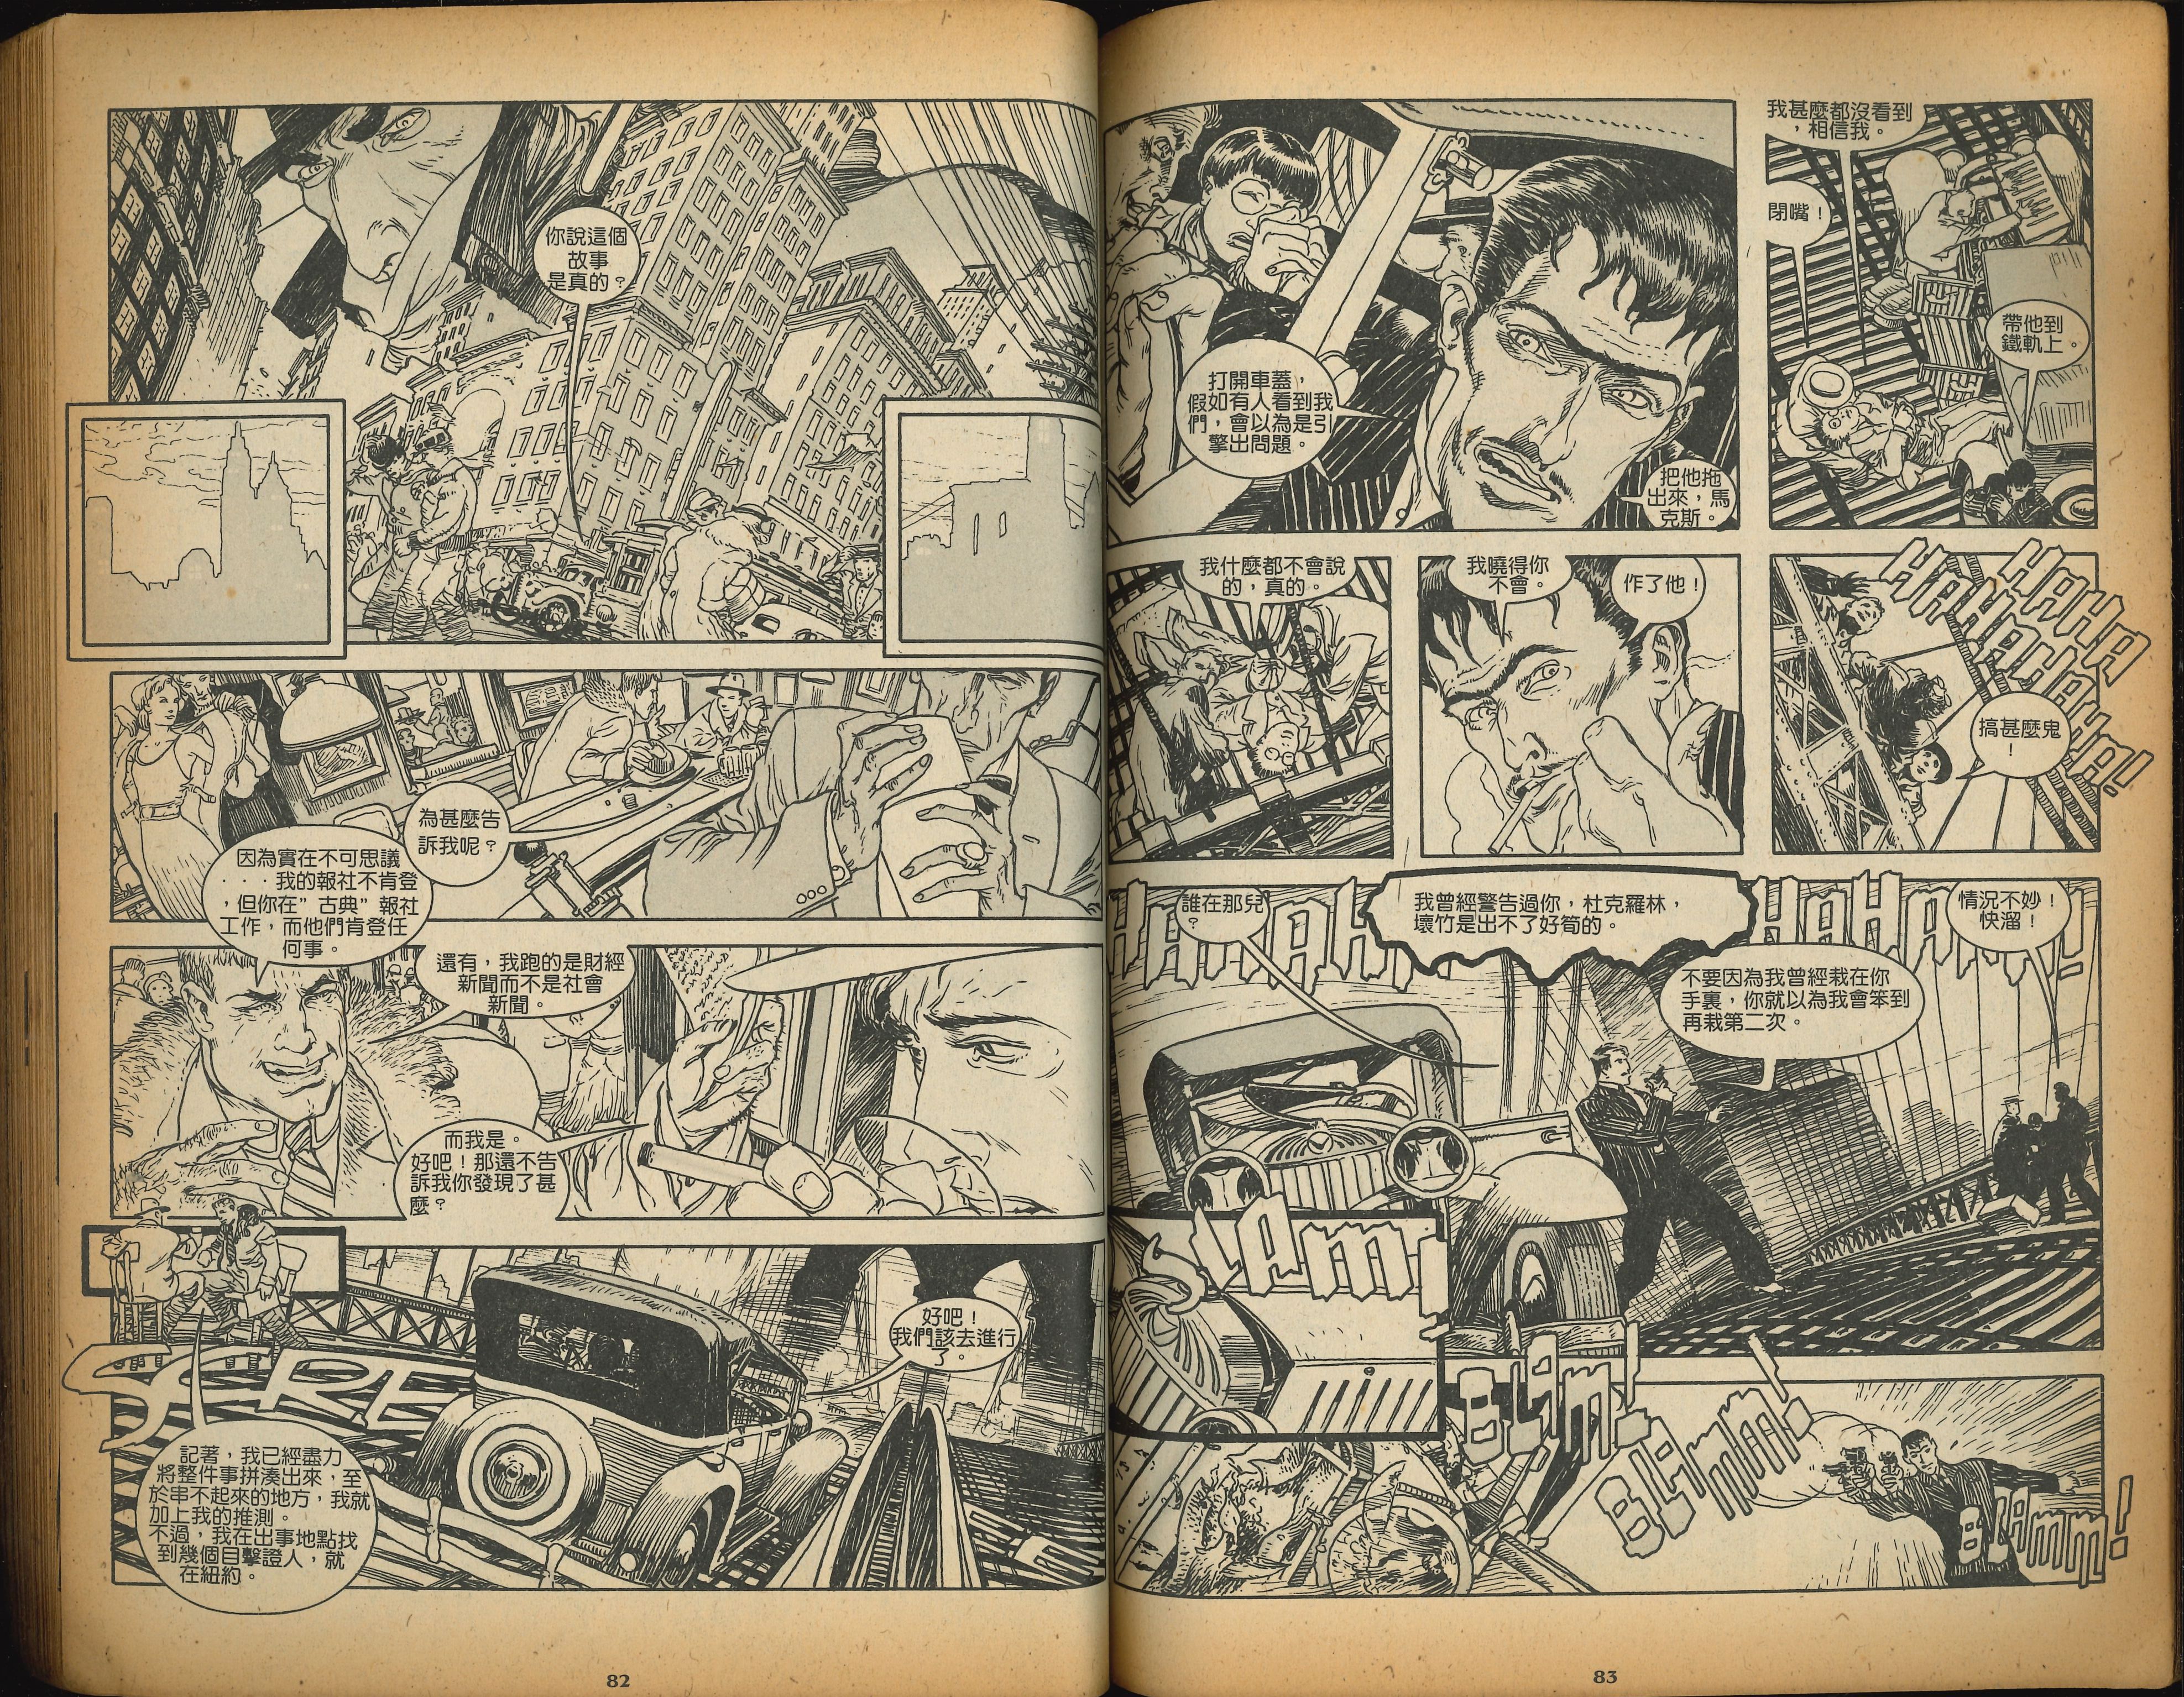 你說這個
故事
是真的？
為甚麼告
訴我呢？
因為實在不可思議
···我的報社不肯登
，但你在”古典”報社
工作，而他們肯登任
何事。
還有，我跑的是財經
新聞而不是社會
新聞。
而我是。
好吧！那還不告
訴我你發現了甚
麼？
記著，我已經盡力
將整件事拼湊出來，至
於串不起來的地方，我就
加上我的推測。
不過，我在出事地點找
到幾個目擊證人，就
在紐約。
SCRE
好吧！
我們該去進行
了。
82
打開車蓋，
假如有人看到我
們，會以為是引
擎出問題。
把他拖
出來，馬
克斯。
我甚麼都沒看到
，相信我。
閉嘴！
帶他到
鐵軌上。
我什麼都不會說
的，真的。
我曉得你
不會。
作了他！
HAHA
HAHAHAHAHA!
搞甚麼鬼
！
HAHAH
誰在那兒
？
我曾經警告過你，杜克羅林，
壞竹是出不了好筍的。
HAHAHA!
情況不妙！
快溜！
不要因為我曾經栽在你
手裏，你就以為我會笨到
再栽第二次。
SLAMM!
BLAM!
BLAMM!
BLAMM!
83